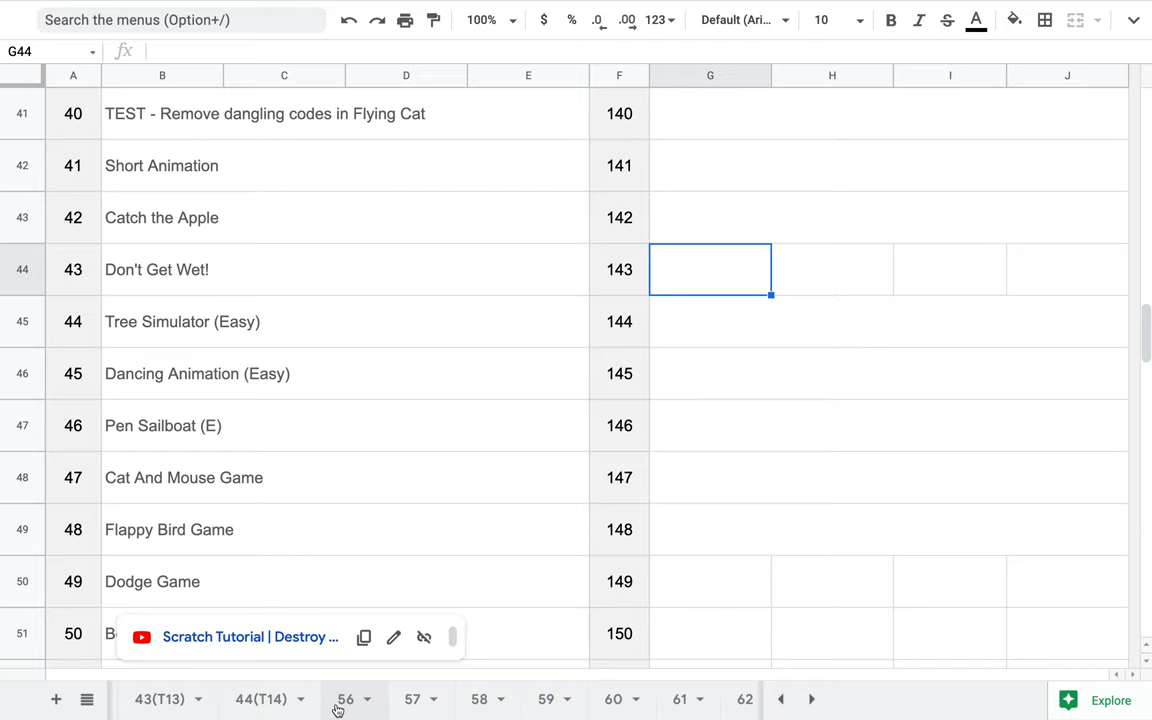 Search the menus (Option+/) 100% $ % .0 .00 123 Default (Ari... 10 B I S A
G44 fx
A B C D E F G H I J
41 40 TEST - Remove dangling codes in Flying Cat 140
42 41 Short Animation 141
43 42 Catch the Apple 142
44 43 Don't Get Wet! 143
45 44 Tree Simulator (Easy) 144
46 45 Dancing Animation (Easy) 145
47 46 Pen Sailboat (E) 146
48 47 Cat And Mouse Game 147
49 48 Flappy Bird Game 148
50 49 Dodge Game 149
51 50 Scratch Tutorial | Destroy ... 150
43(T13) 44(T14) 56 57 58 59 60 61 62 Explore